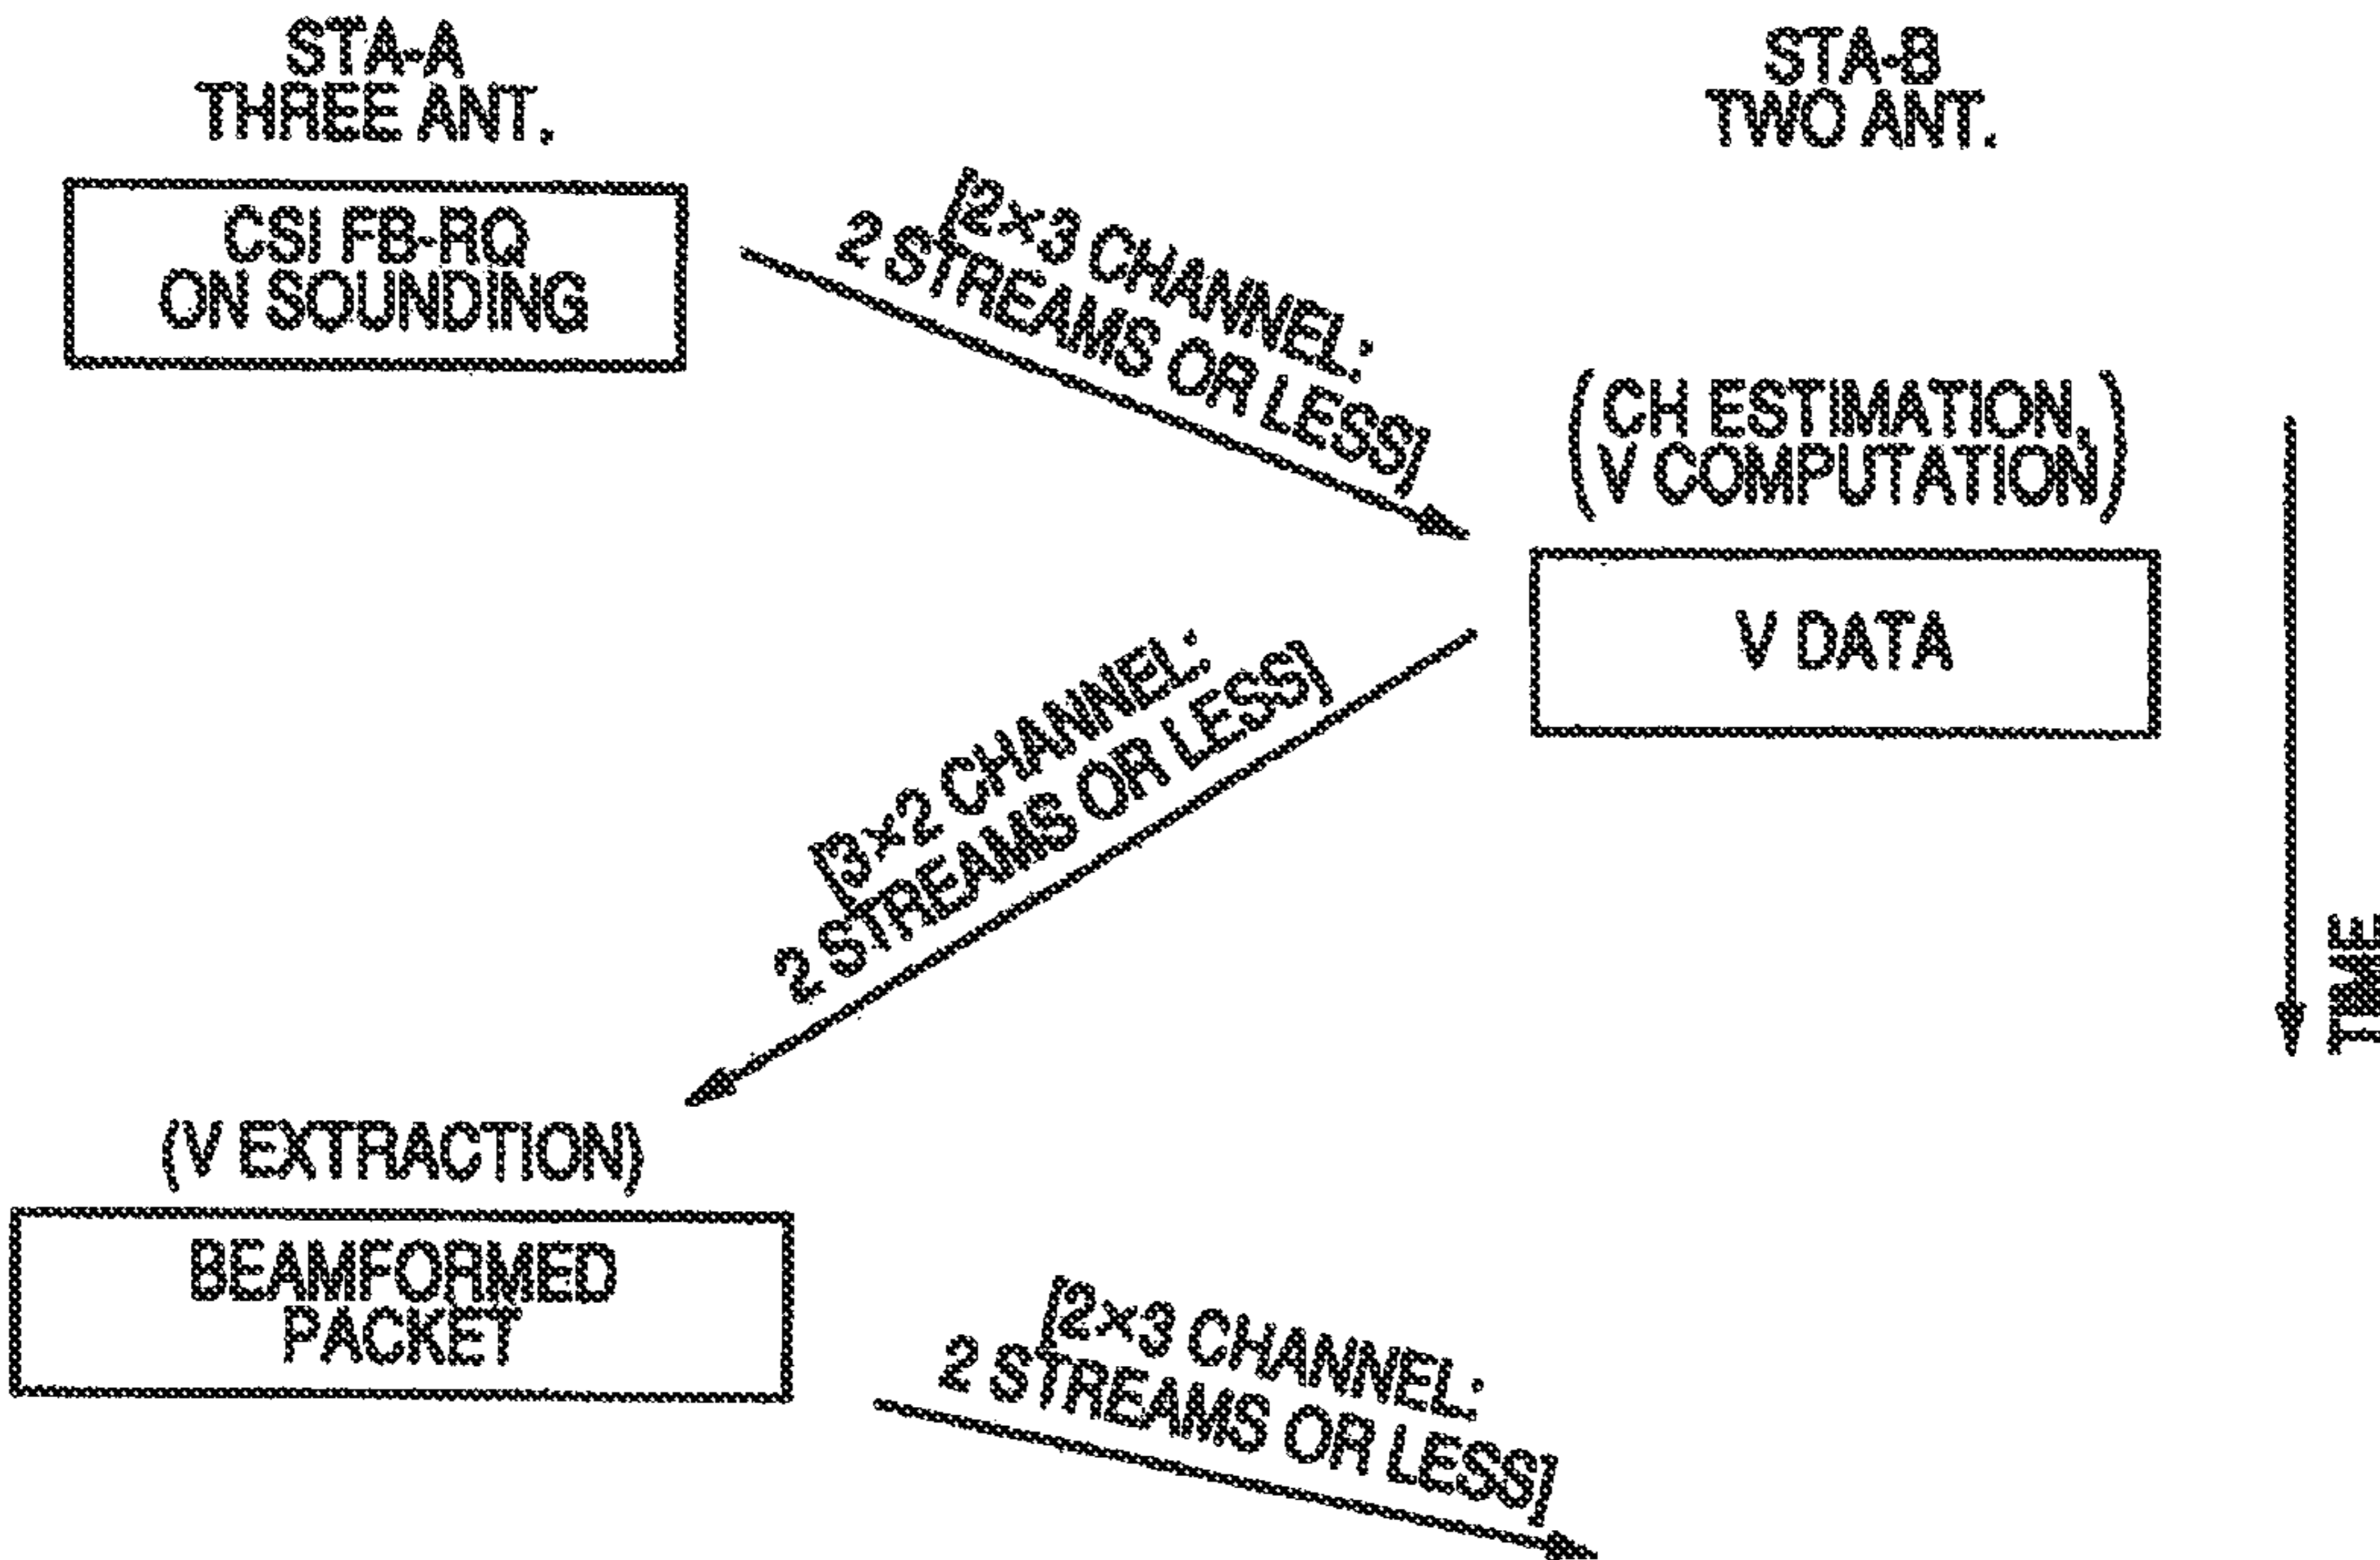 STA-A
THREE ANT.
STA-B
TWO ANT.
CSI FB-RQ
ON SOUNDING
[2×3 CHANNEL:
2 STREAMS OR LESS]
(CH ESTIMATION,
V COMPUTATION)
V DATA
[3×2 CHANNEL:
2 STREAMS OR LESS]
TIME
(V EXTRACTION)
BEAMFORMED
PACKET
[2×3 CHANNEL:
2 STREAMS OR LESS]